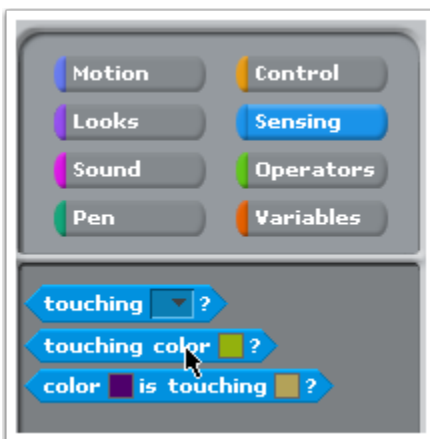 Motion Control
Looks Sensing
Sound Operators
Pen Variables
touching ?
touching color ?
color is touching ?